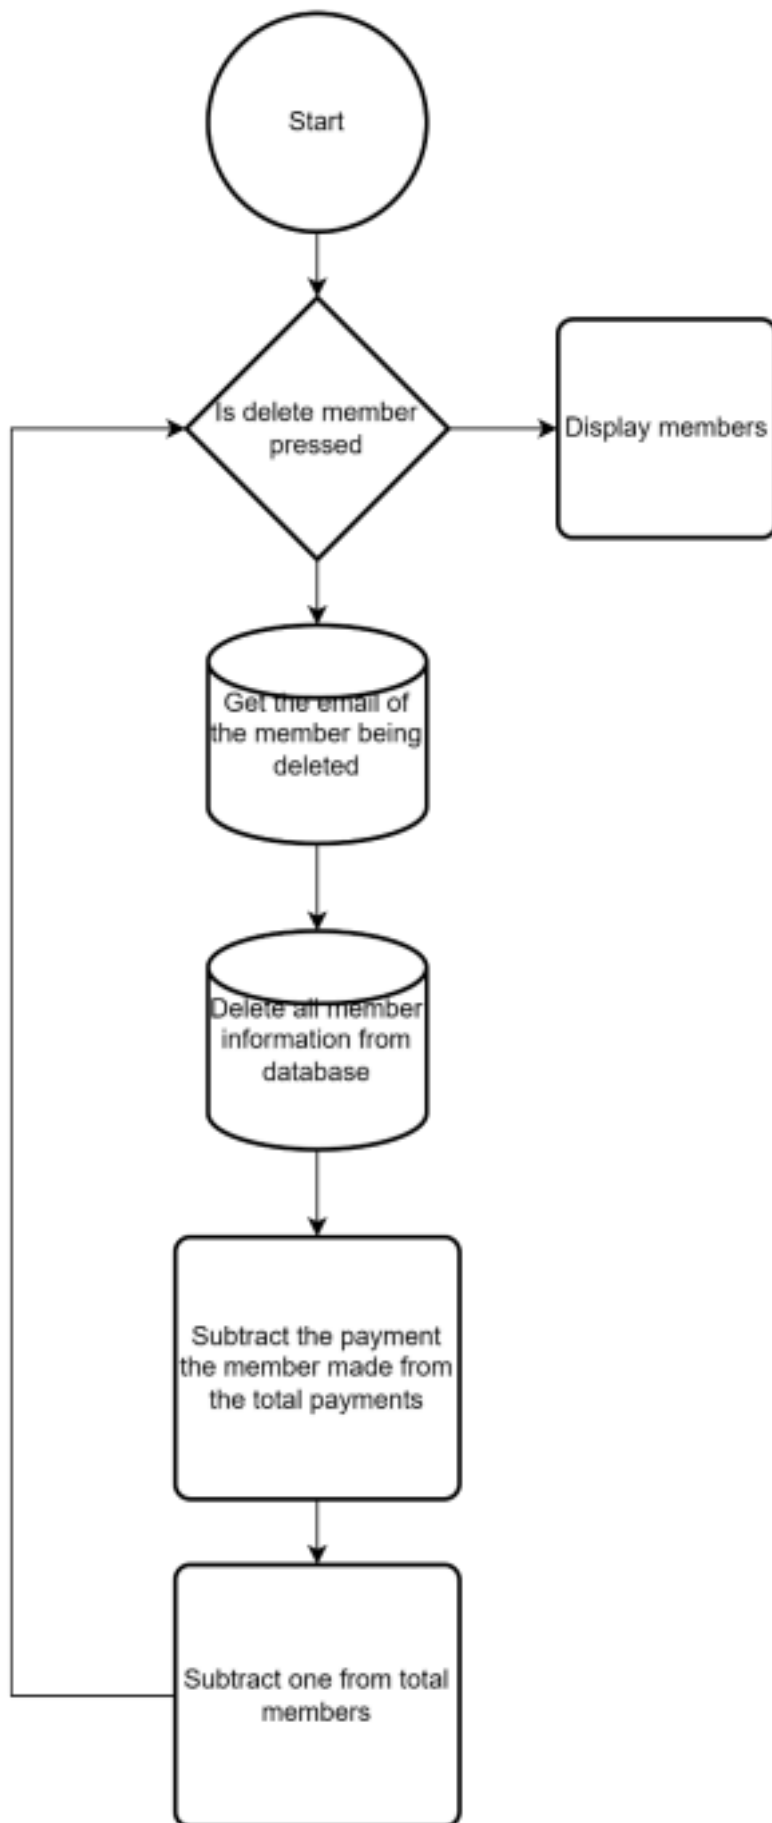 Start
Is delete member
pressed
Display members
Get the email of
the member being
deleted
Delete all member
information from
database
Subtract the payment
the member made from
the total payments
Subtract one from total
members